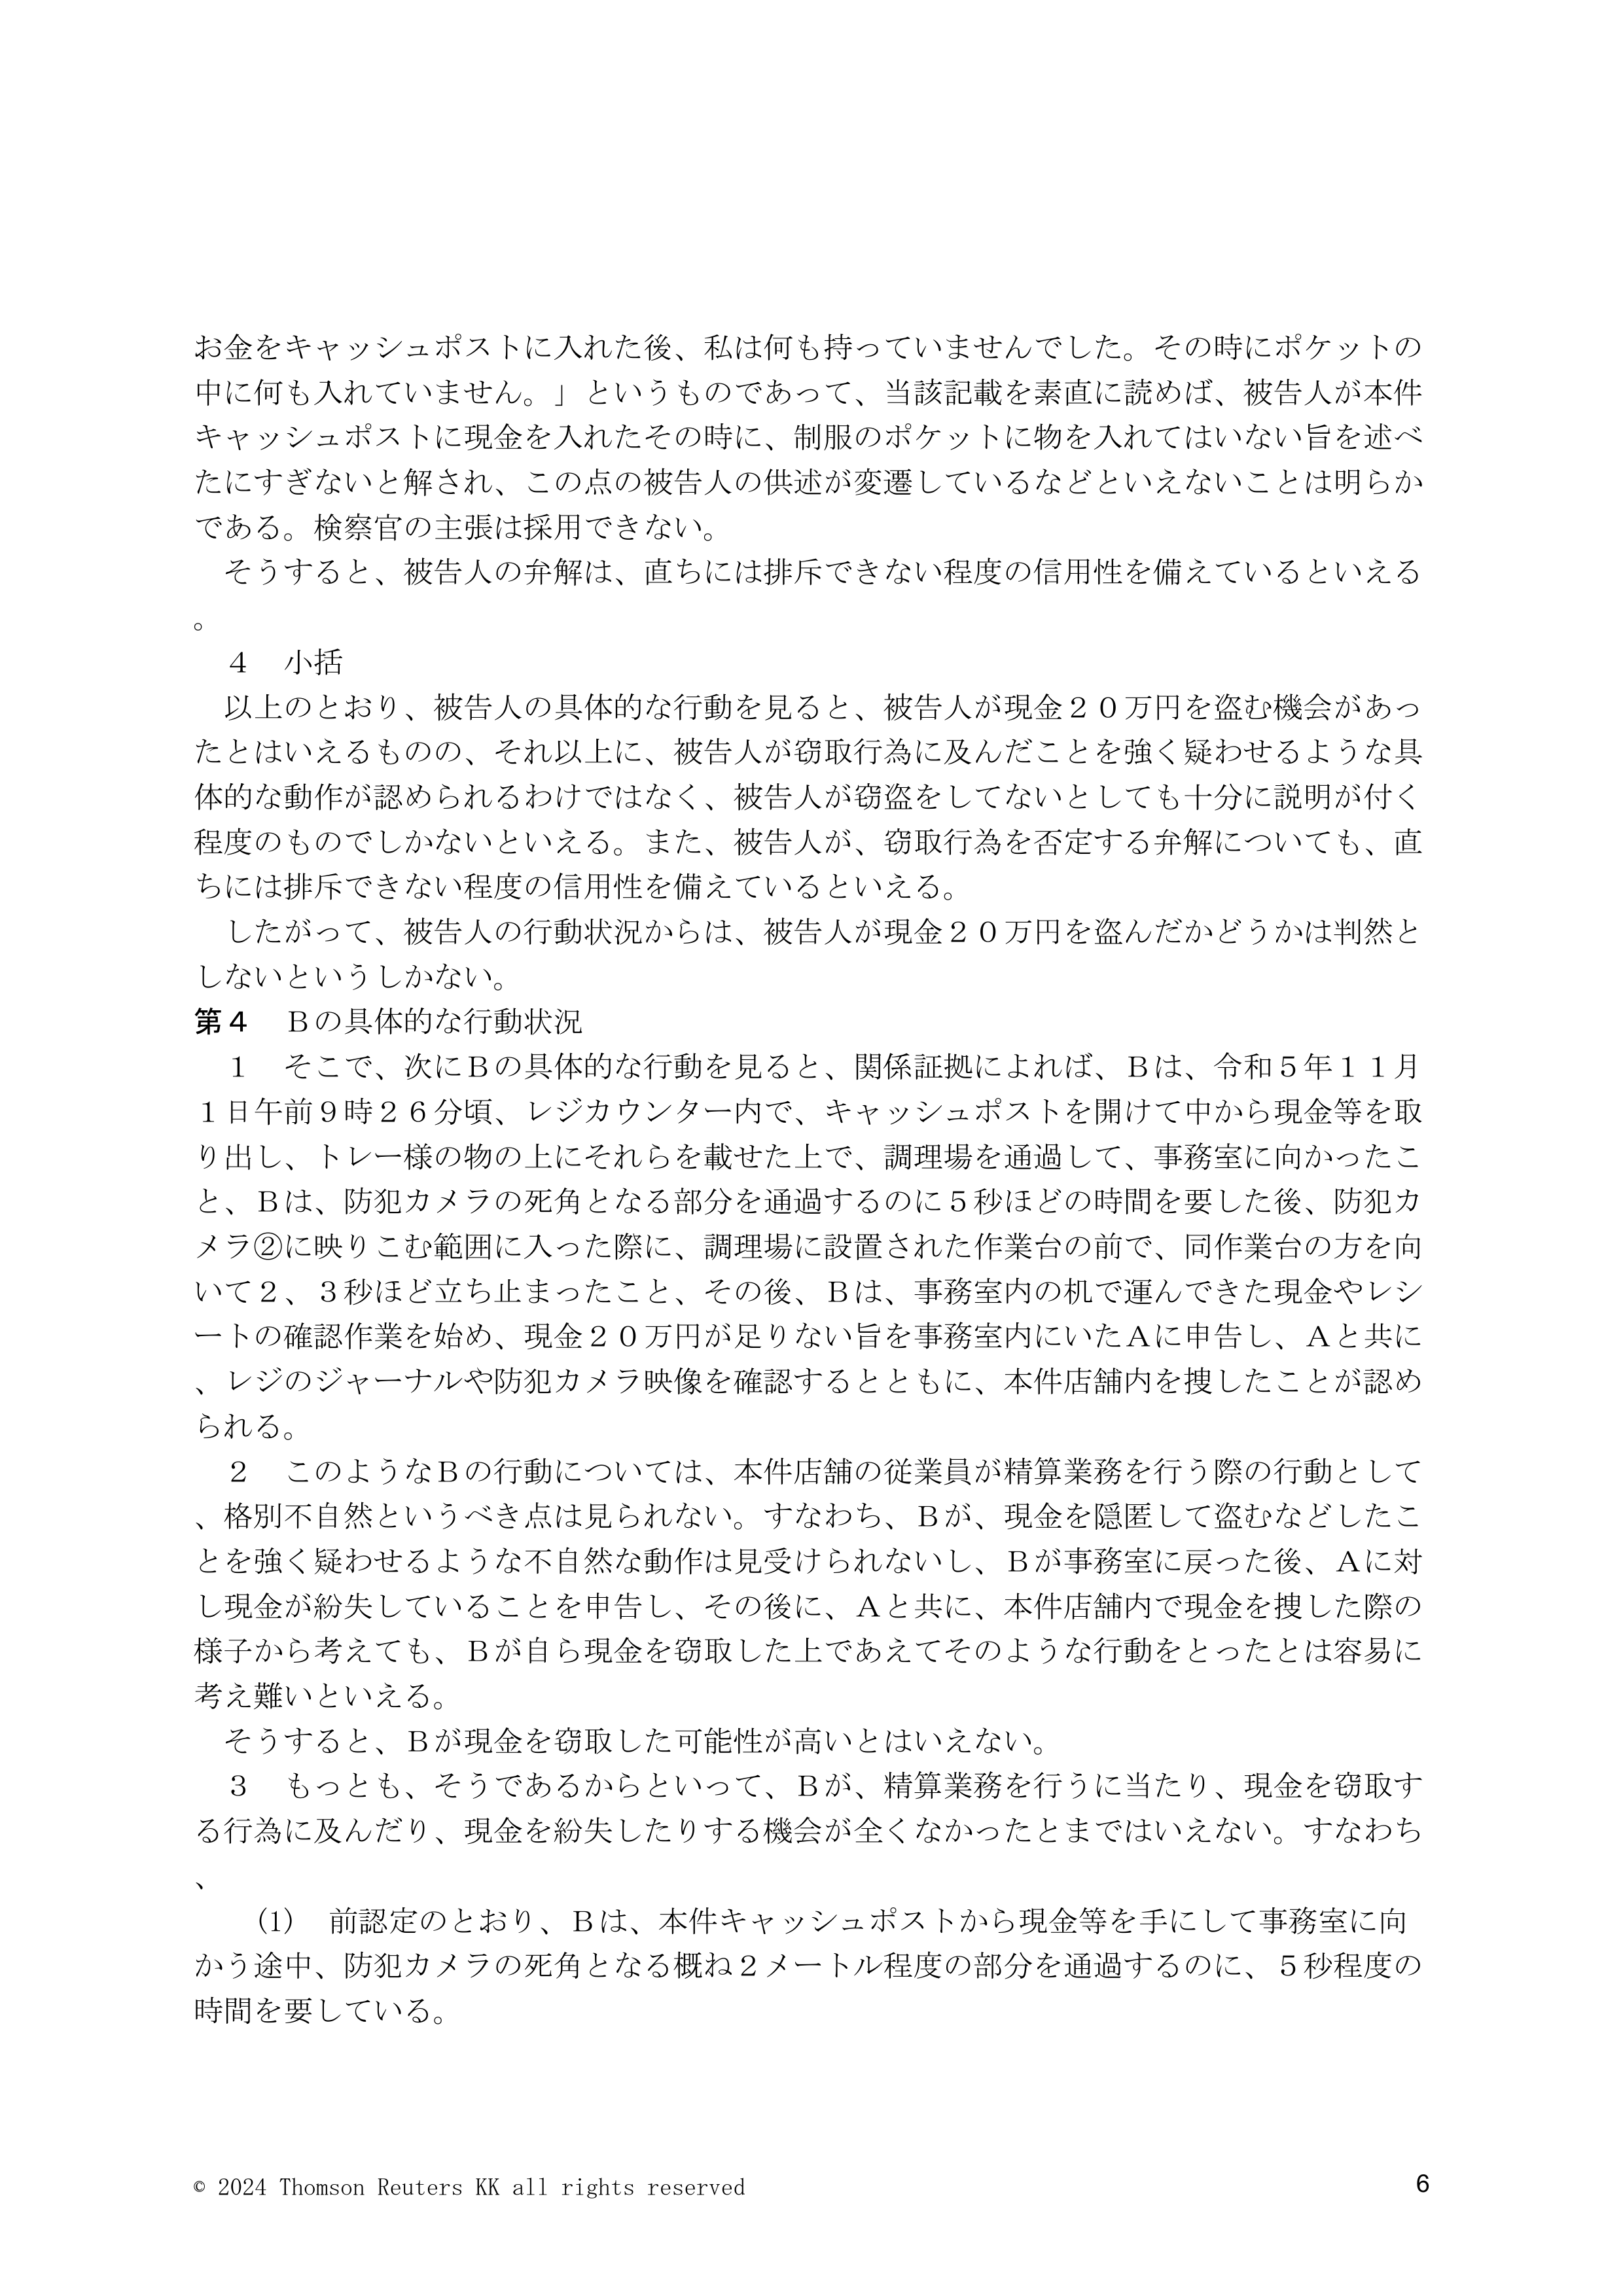 お金をキャッシュポストに入れた後、私は何も持っていませんでした。その時にポケットの
中に何も入れていません。」というものであって、当該記載を素直に読めば、被告人が本件
キャッシュポストに現金を入れたその時に、制服のポケットに物を入れてはいない旨を述べ
たにすぎないと解され、この点の被告人の供述が変遷しているなどといえないことは明らか
である。検察官の主張は採用できない。
　そうすると、被告人の弁解は、直ちには排斥できない程度の信用性を備えているといえる
。
　４　小括
　以上のとおり、被告人の具体的な行動を見ると、被告人が現金２０万円を盗む機会があっ
たとはいえるものの、それ以上に、被告人が窃取行為に及んだことを強く疑わせるような具
体的な動作が認められるわけではなく、被告人が窃盗をしてないとしても十分に説明が付く
程度のものでしかないといえる。また、被告人が、窃取行為を否定する弁解についても、直
ちには排斥できない程度の信用性を備えているといえる。
　したがって、被告人の行動状況からは、被告人が現金２０万円を盗んだかどうかは判然と
しないというしかない。
第４　Ｂの具体的な行動状況
　１　そこで、次にＢの具体的な行動を見ると、関係証拠によれば、Ｂは、令和５年１１月
１日午前９時２６分頃、レジカウンター内で、キャッシュポストを開けて中から現金等を取
り出し、トレー様の物の上にそれらを載せた上で、調理場を通過して、事務室に向かったこ
と、Ｂは、防犯カメラの死角となる部分を通過するのに５秒ほどの時間を要した後、防犯カ
メラ②に映りこむ範囲に入った際に、調理場に設置された作業台の前で、同作業台の方を向
いて２、３秒ほど立ち止まったこと、その後、Ｂは、事務室内の机で運んできた現金やレシ
ートの確認作業を始め、現金２０万円が足りない旨を事務室内にいたＡに申告し、Ａと共に
、レジのジャーナルや防犯カメラ映像を確認するとともに、本件店舗内を捜したことが認め
られる。
　２　このようなＢの行動については、本件店舗の従業員が精算業務を行う際の行動として
、格別不自然というべき点は見られない。すなわち、Ｂが、現金を隠匿して盗むなどしたこ
とを強く疑わせるような不自然な動作は見受けられないし、Ｂが事務室に戻った後、Ａに対
し現金が紛失していることを申告し、その後に、Ａと共に、本件店舗内で現金を捜した際の
様子から考えても、Ｂが自ら現金を窃取した上であえてそのような行動をとったとは容易に
考え難いといえる。
　そうすると、Ｂが現金を窃取した可能性が高いとはいえない。
　３　もっとも、そうであるからといって、Ｂが、精算業務を行うに当たり、現金を窃取す
る行為に及んだり、現金を紛失したりする機会が全くなかったとまではいえない。すなわち
、
　　(1)　前認定のとおり、Ｂは、本件キャッシュポストから現金等を手にして事務室に向
かう途中、防犯カメラの死角となる概ね２メートル程度の部分を通過するのに、５秒程度の
時間を要している。
© 2024 Thomson Reuters KK all rights reserved
6